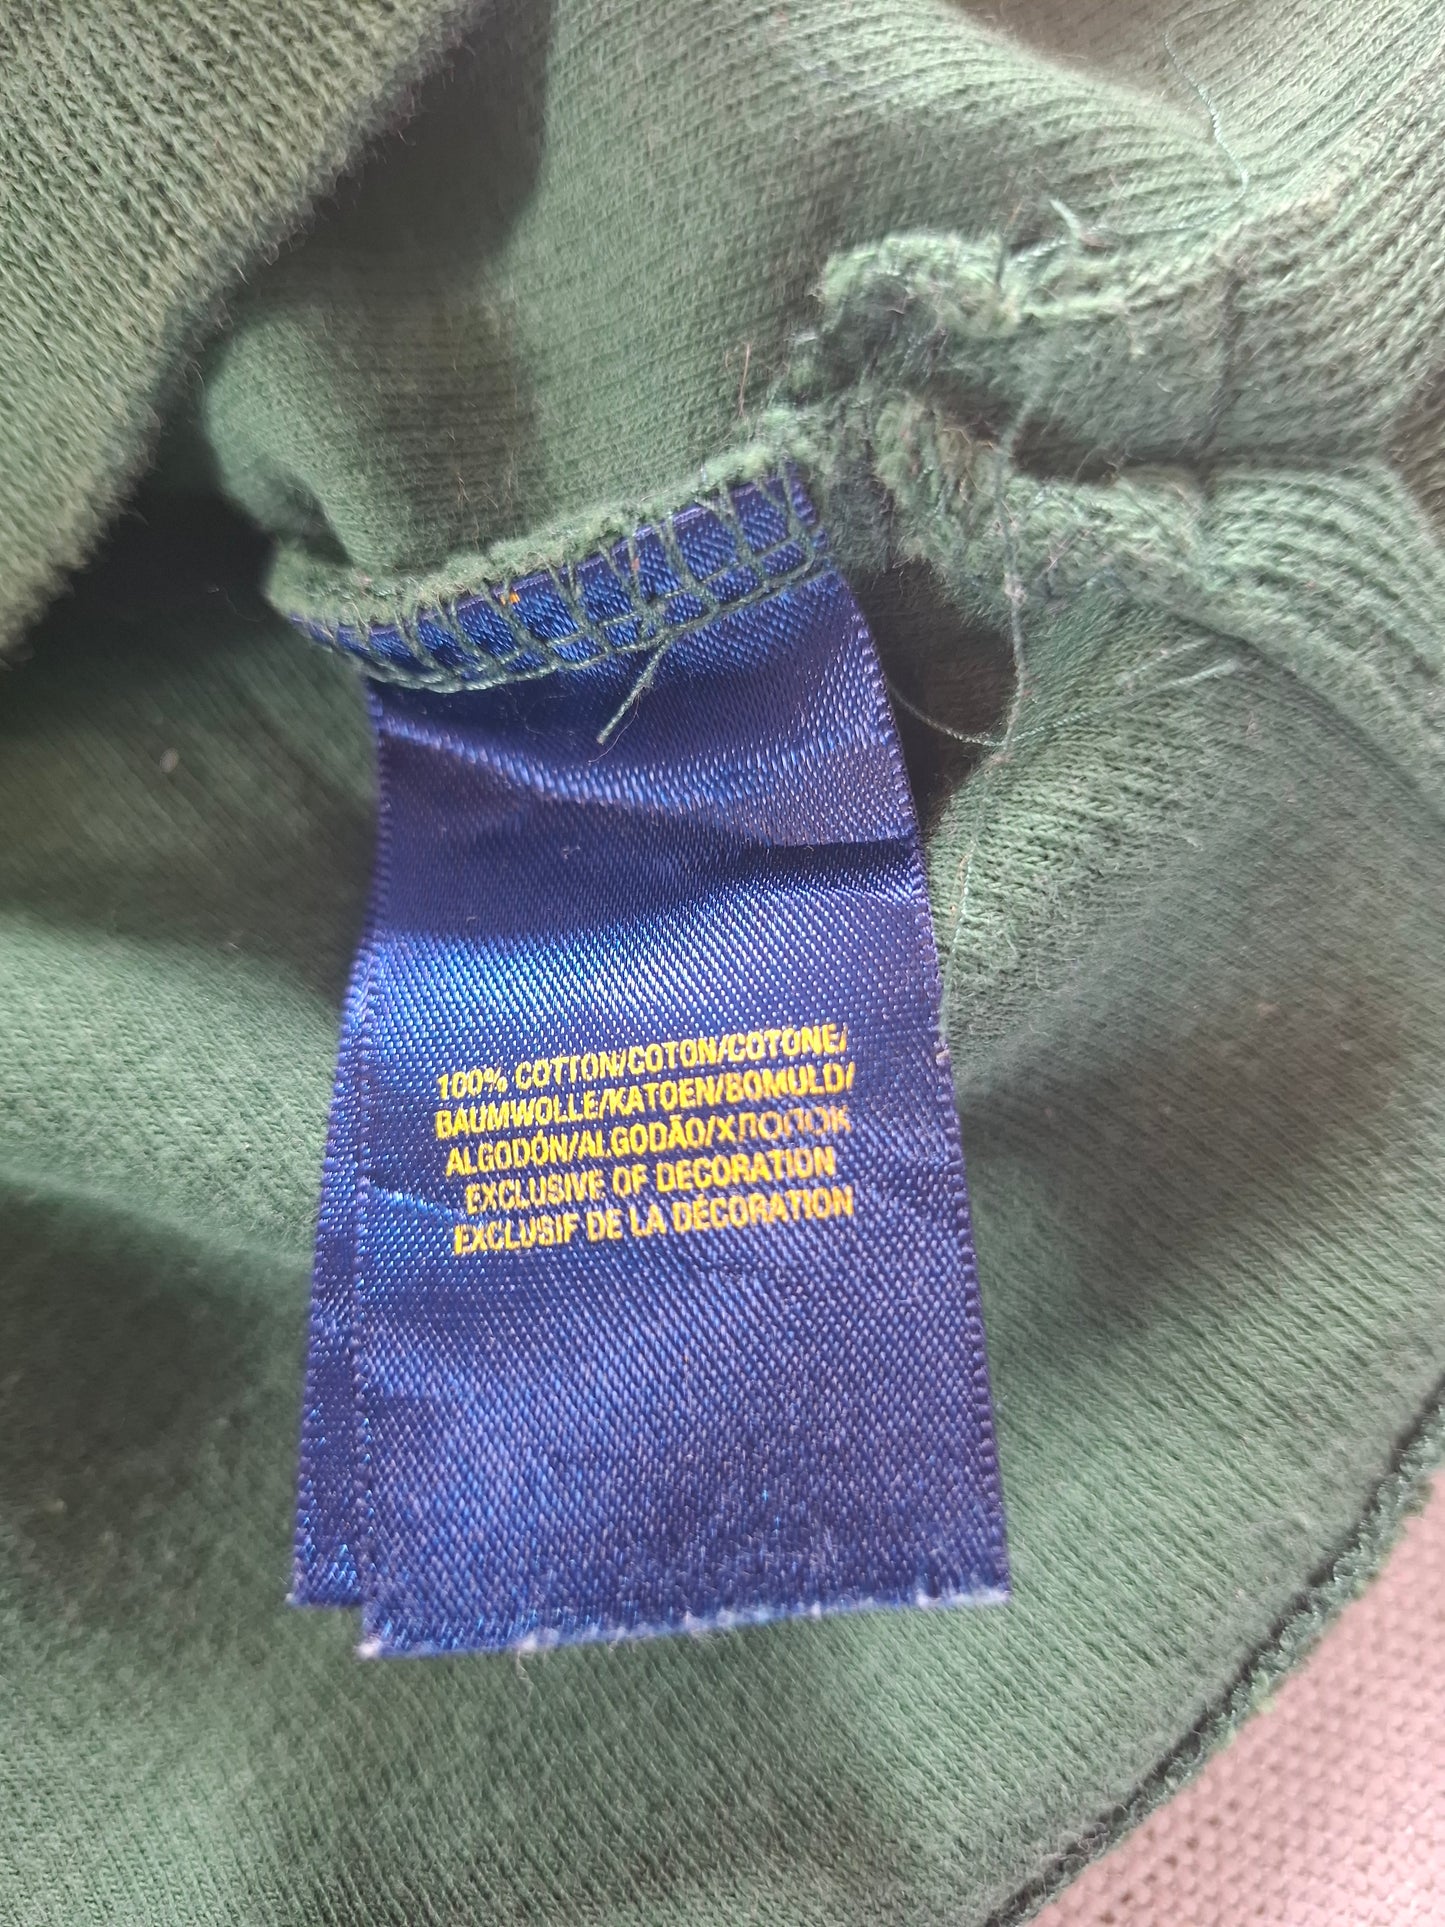 100% COTTON/COTON/COTONE/
BAUMWOLLE/KATOEN/BOMULD/
ALGODÓN/ALGODÃO/ХЛОПОК
EXCLUSIVE OF DECORATION
EXCLUSIF DE LA DÉCORATION